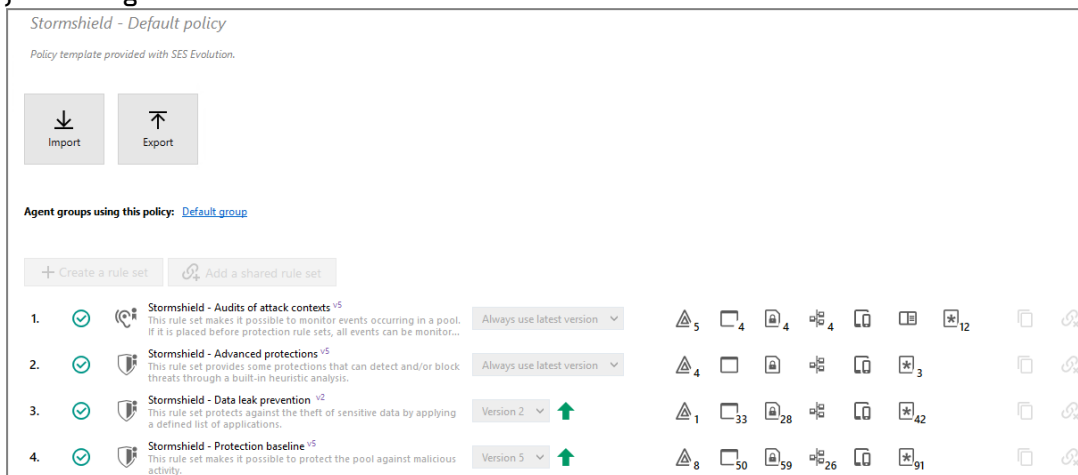 Stormshield - Default policy
Policy template provided with SES Evolution.
Import
Export
Agent groups using this policy: Default group
+ Create a rule set
Add a shared rule set
1.
Stormshield - Audits of attack contexts v5
This rule set makes it possible to monitor events occurring in a pool.
If it is placed before protection rule sets, all events can be monitor...
Always use latest version
5
4
4
4
12
2.
Stormshield - Advanced protections v5
This rule set provides some protections that can detect and/or block
threats through a built-in heuristic analysis.
Always use latest version
4
3
3.
Stormshield - Data leak prevention v2
This rule set protects against the theft of sensitive data by applying
a defined list of applications.
Version 2
1
33
28
42
4.
Stormshield - Protection baseline v5
This rule set makes it possible to protect the pool against malicious
activity.
Version 5
8
50
59
26
91